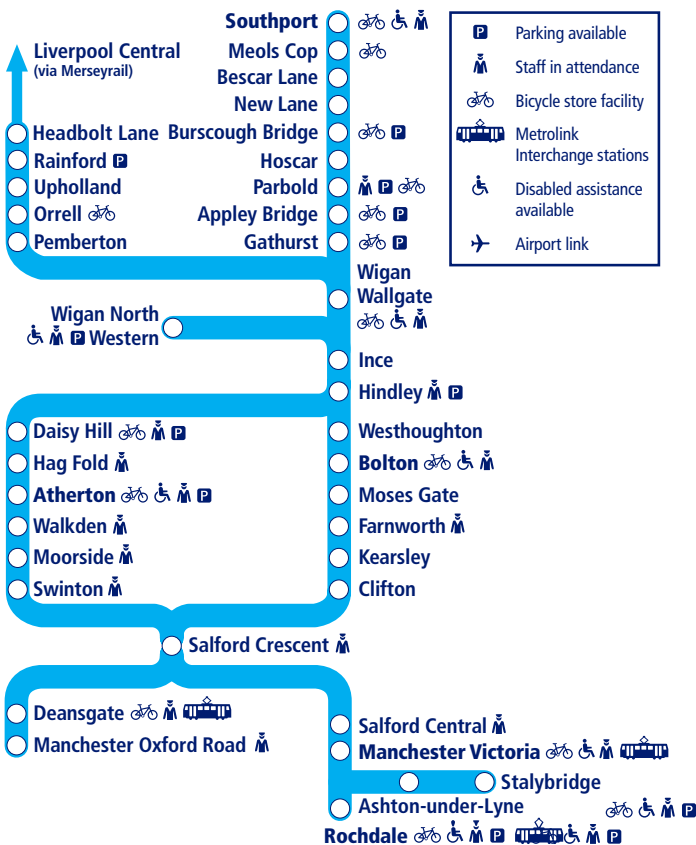 Southport
Meols Cop
Bescar Lane
New Lane
Burscough Bridge
Hoscar
Parbold
P
Appley Bridge
P
Gathurst
P
P
Liverpool Central
(via Merseyrail)
Headbolt Lane
Rainford P
Upholland
Orrell
Pemberton
P Parking available
Staff in attendance
Bicycle store facility
Metrolink
Interchange stations
Disabled assistance
available
Airport link
Wigan
Wallgate
Wigan North
P Western
Ince
Hindley P
Daisy Hill P
Hag Fold
Atherton P
Walkden
Moorside
Swinton
Westhoughton
Bolton
Moses Gate
Farnworth
Kearsley
Clifton
Salford Crescent
Deansgate
Manchester Oxford Road
Salford Central
Manchester Victoria
Stalybridge
Ashton-under-Lyne P
Rochdale P P